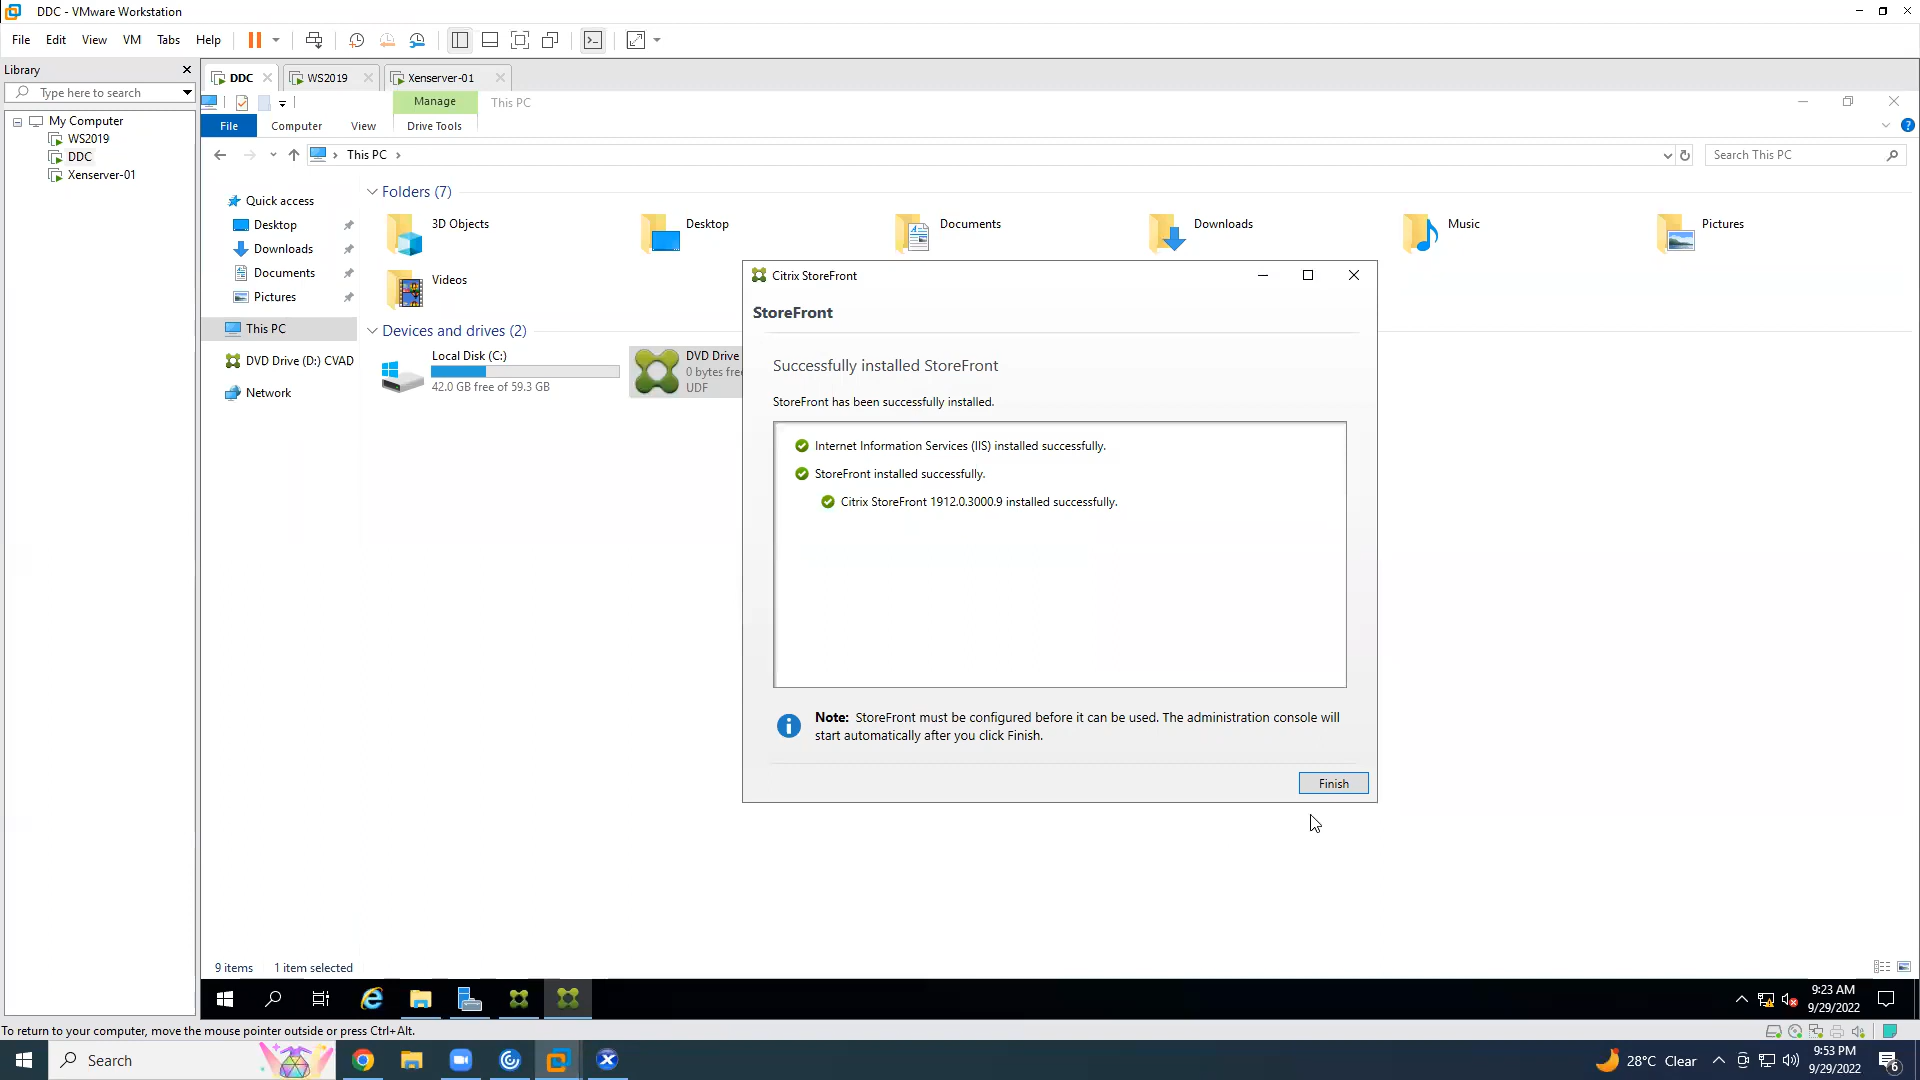 DDC - VMware Workstation
File Edit View VM Tabs Help
Library
Type here to search
My Computer
WS2019
DDC
Xenserver-01
DDC WS2019 Xenserver-01
Manage This PC
File Computer View Drive Tools
This PC
Search This PC
Quick access
Desktop
Downloads
Documents
Pictures
This PC
DVD Drive (D:) CVAD
Network
Folders (7)
3D Objects
Desktop
Documents
Downloads
Music
Pictures
Videos
Devices and drives (2)
Local Disk (C:)
42.0 GB free of 59.3 GB
DVD Drive
0 bytes free
UDF
Citrix StoreFront
StoreFront
Successfully installed StoreFront
StoreFront has been successfully installed.
Internet Information Services (IIS) installed successfully.
StoreFront installed successfully.
Citrix StoreFront 1912.0.3000.9 installed successfully.
Note: StoreFront must be configured before it can be used. The administration console will
start automatically after you click Finish.
Finish
9 items 1 item selected
9:23 AM
9/29/2022
To return to your computer, move the mouse pointer outside or press Ctrl+Alt.
Search
28°C Clear
9:53 PM
9/29/2022
6